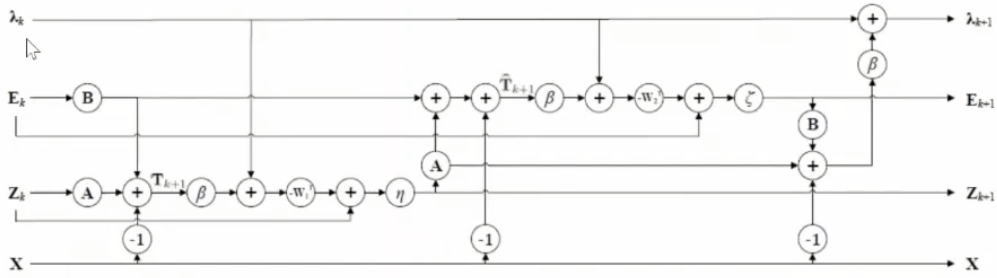 λk + λk+1
β
Ek B + + T̂k+1 β + -W₂ᵀ + ζ Ek+1
B
A +
Zk A + Tk+1 β + -W₁ᵀ + η Zk+1
-1 -1 -1
X X